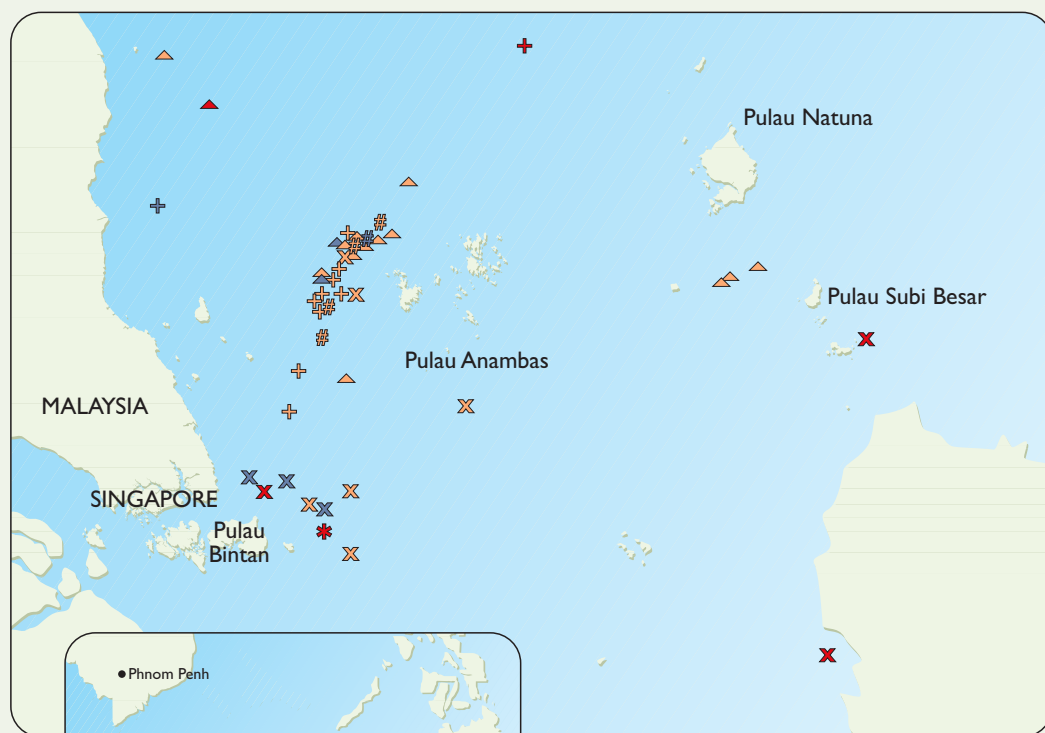 Pulau Natuna
Pulau Subi Besar
Pulau Anambas
MALAYSIA
SINGAPORE
Pulau
Bintan
Phnom Penh